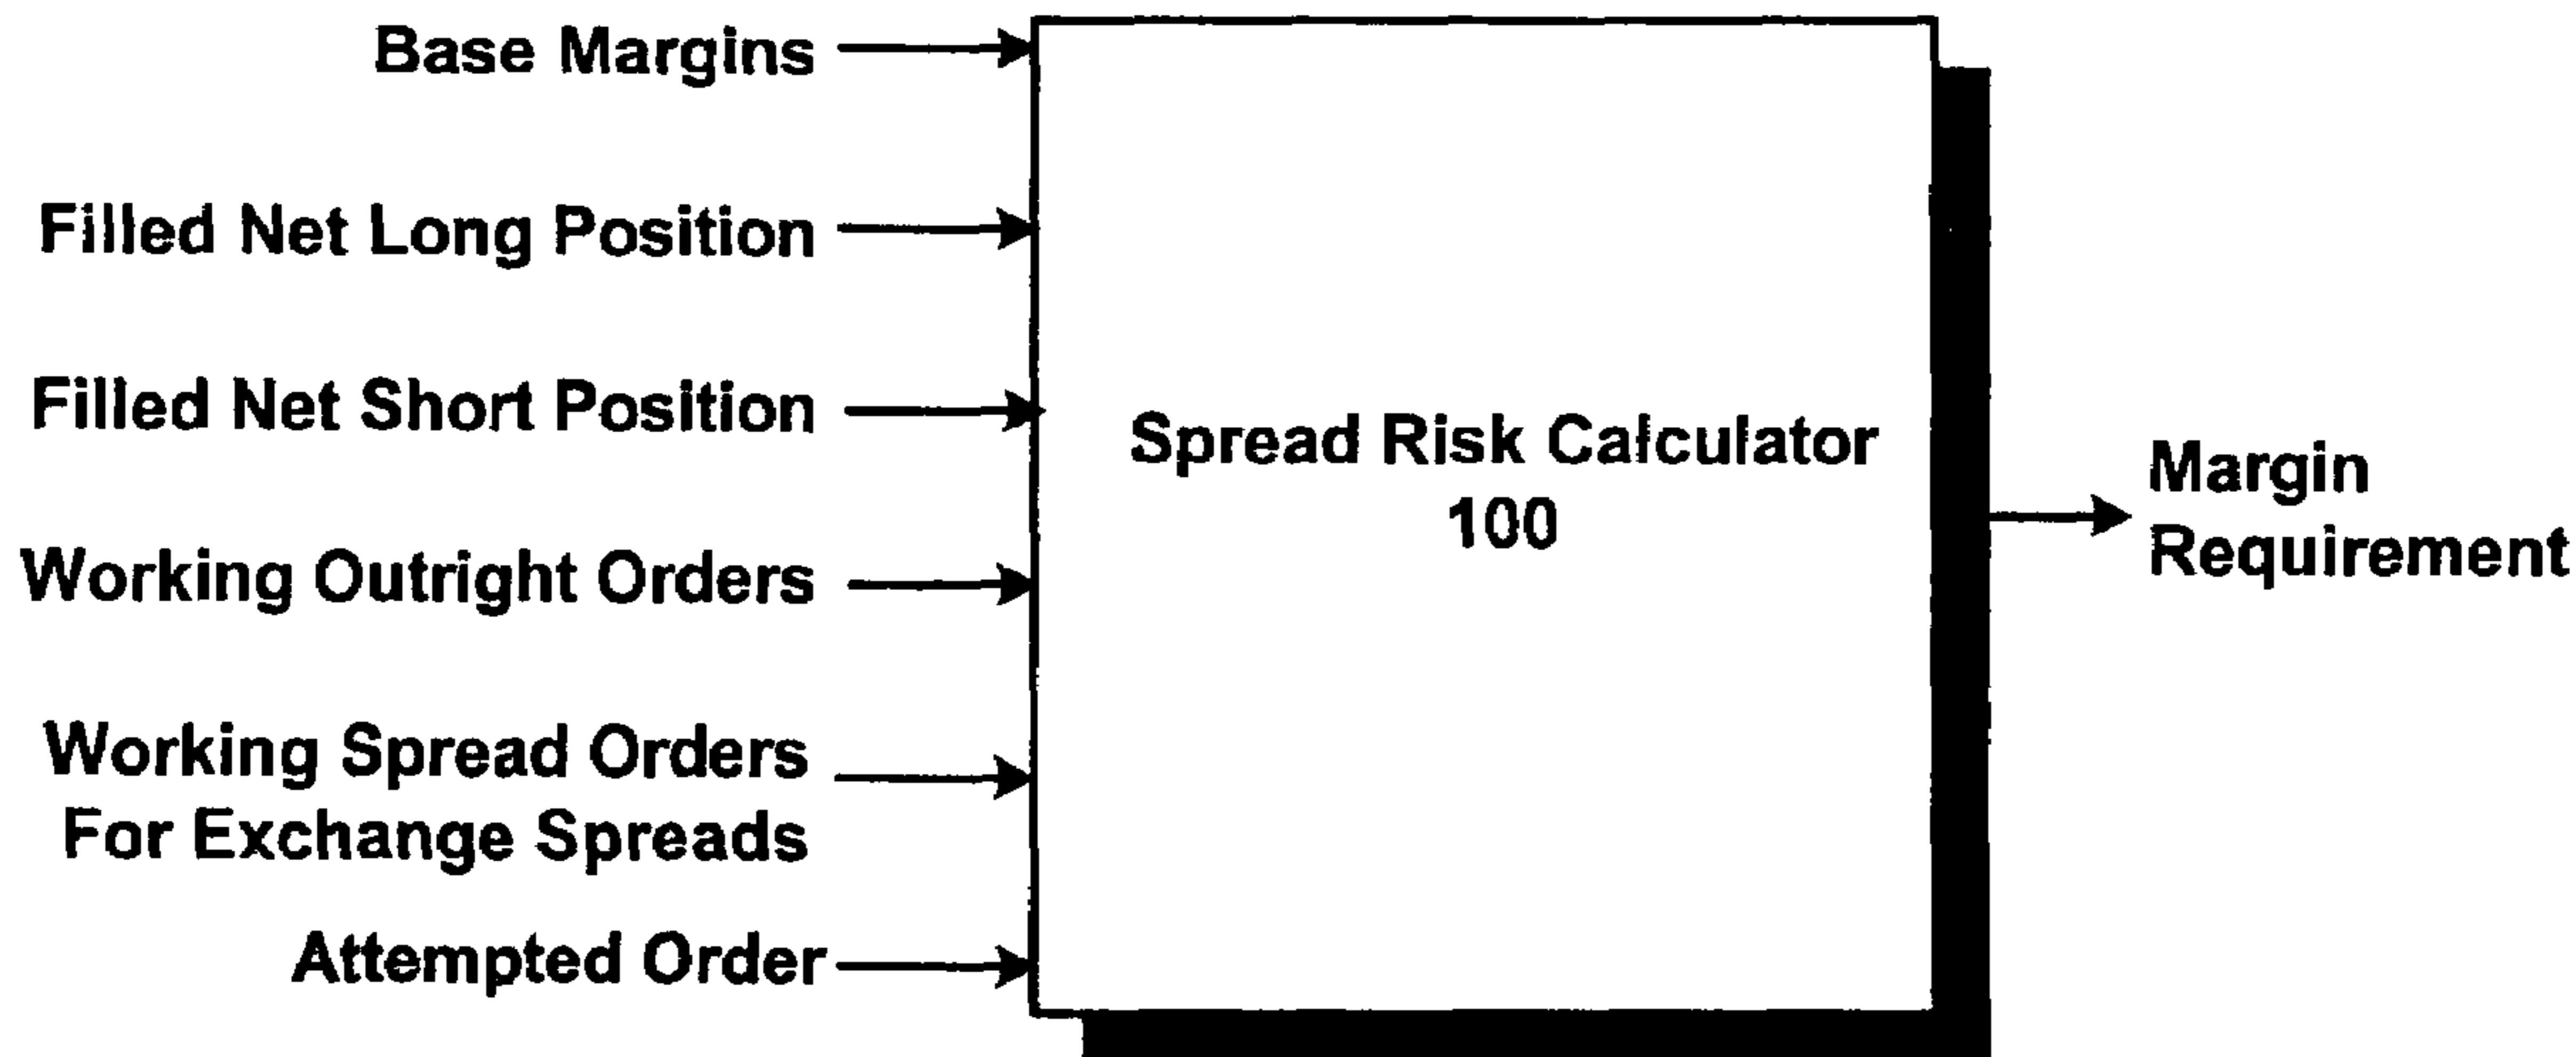 Base Margins
Filled Net Long Position
Filled Net Short Position
Working Outright Orders
Working Spread Orders
For Exchange Spreads
Attempted Order
Spread Risk Calculator
100
Margin
Requirement